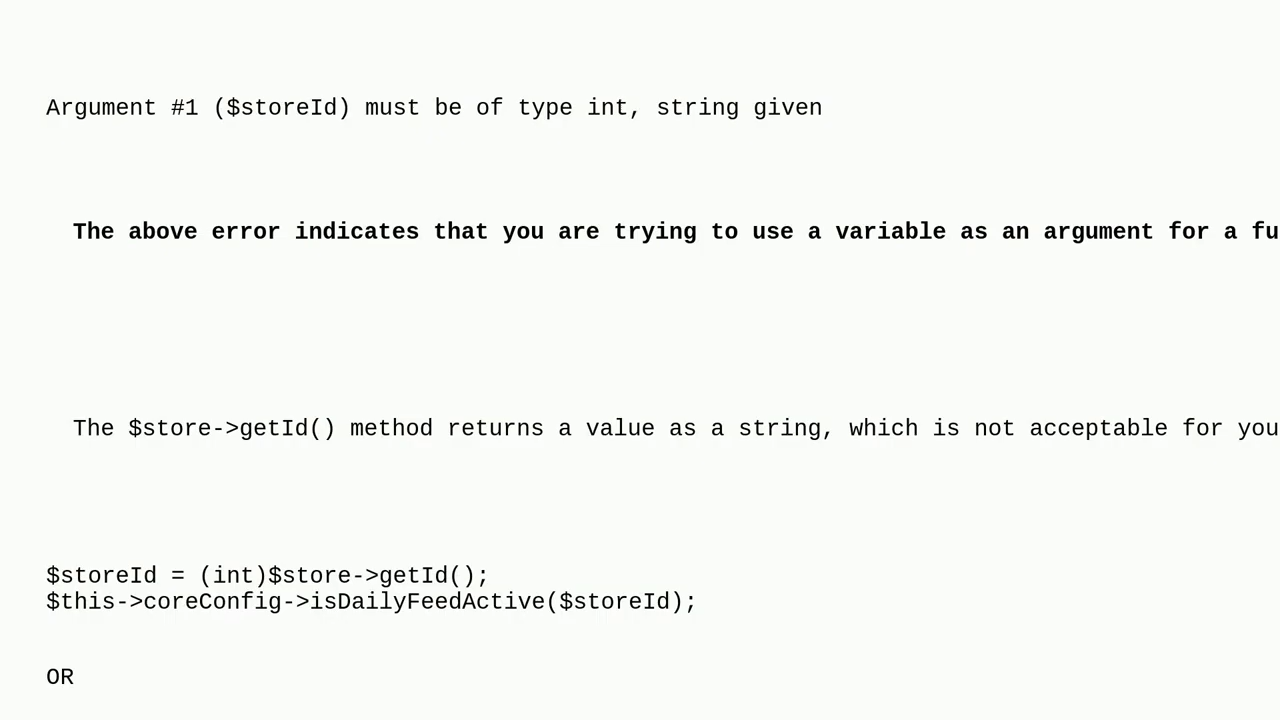 Argument #1 ($storeId) must be of type int, string given
The above error indicates that you are trying to use a variable as an argument for a fu
The $store->getId() method returns a value as a string, which is not acceptable for you
$storeId = (int)$store->getId();
$this->coreConfig->isDailyFeedActive($storeId);
OR